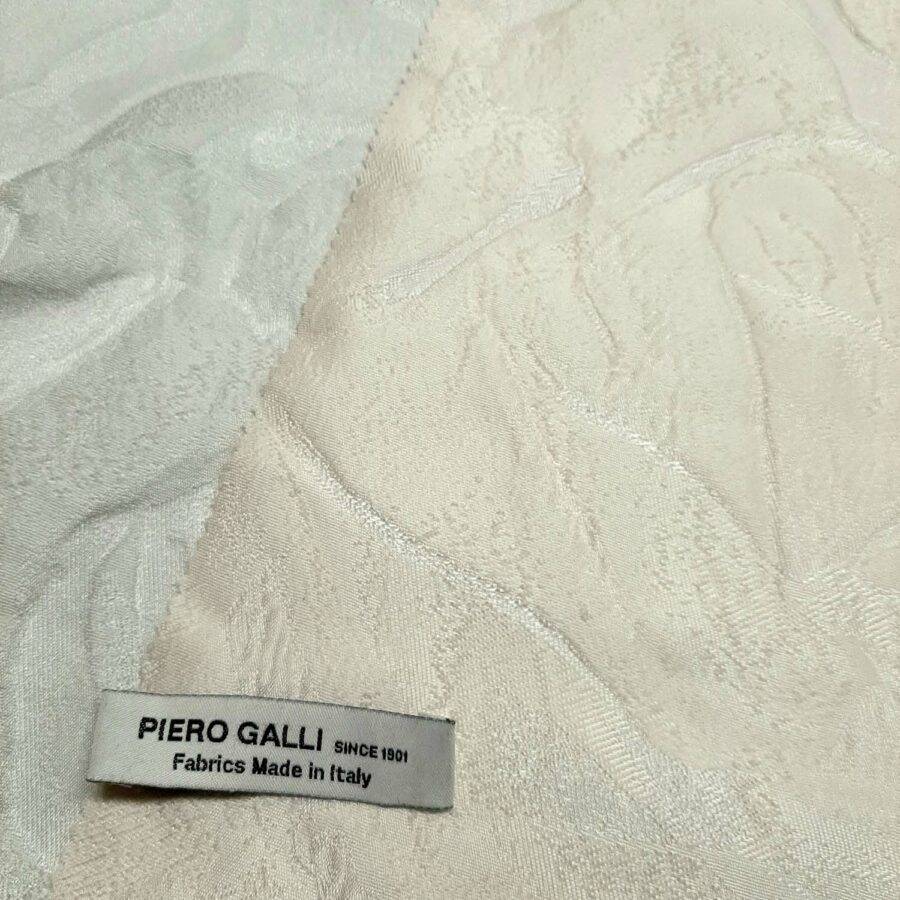 PIERO GALLI SINCE 1901
Fabrics Made in Italy